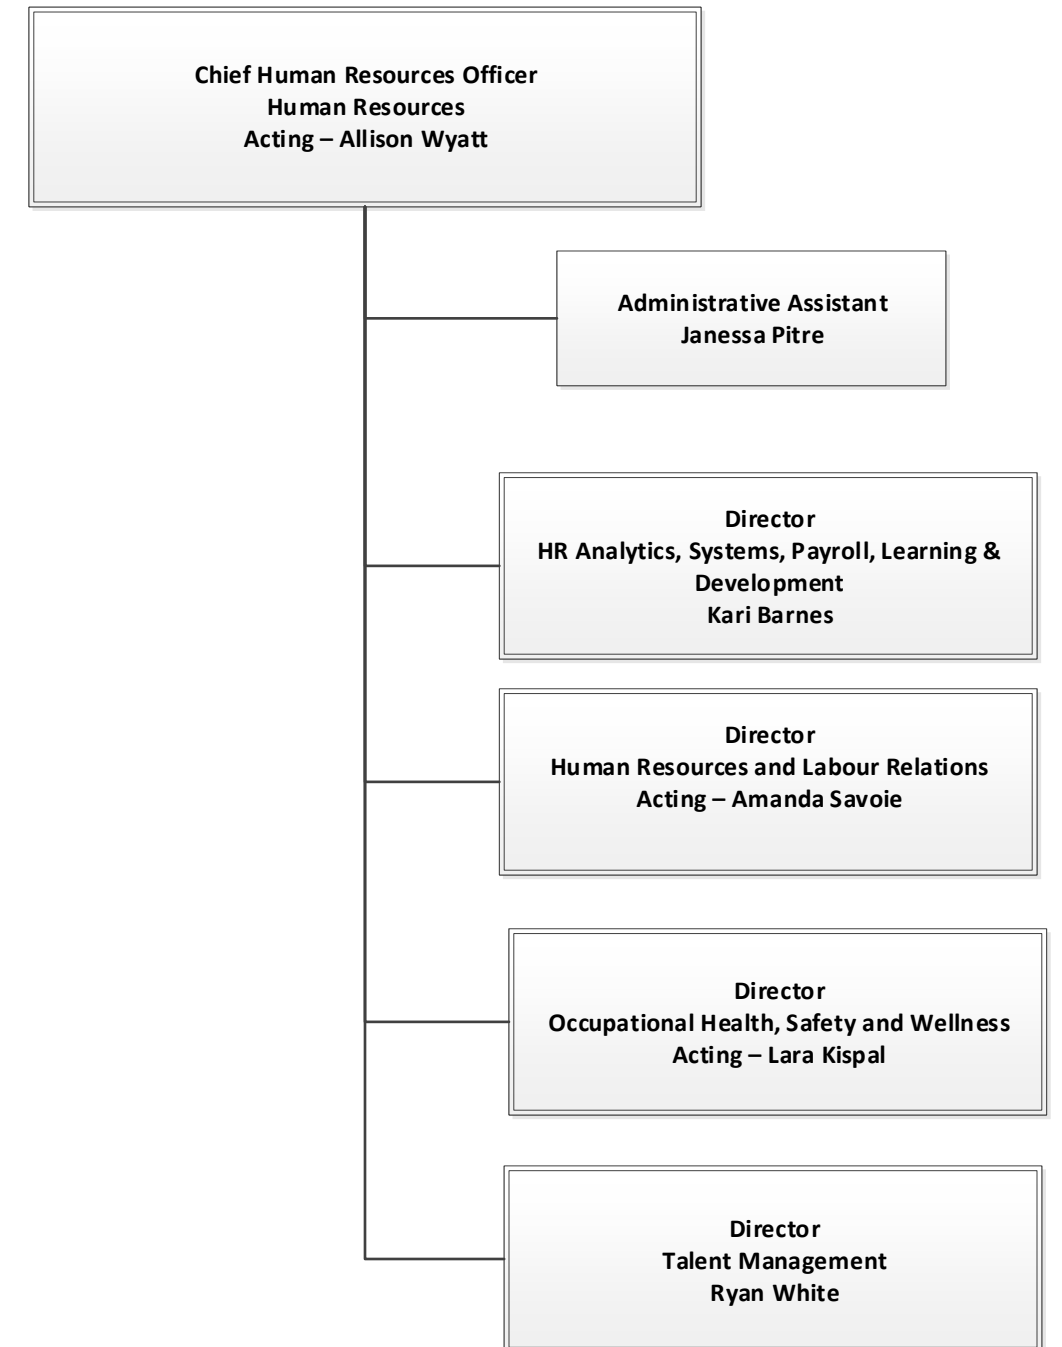 Chief Human Resources Officer
Human Resources
Acting – Allison Wyatt
Administrative Assistant
Janessa Pitre
Director
HR Analytics, Systems, Payroll, Learning &
Development
Kari Barnes
Director
Human Resources and Labour Relations
Acting – Amanda Savoie
Director
Occupational Health, Safety and Wellness
Acting – Lara Kispal
Director
Talent Management
Ryan White